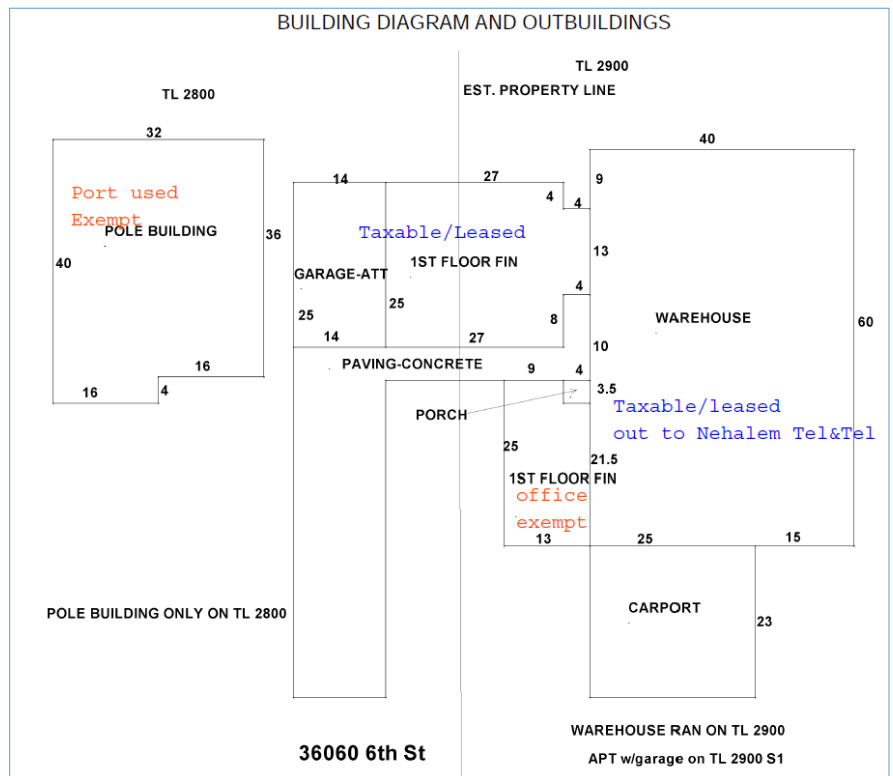 BUILDING DIAGRAM AND OUTBUILDINGS
TL 2900
TL 2800
EST. PROPERTY LINE
32
40
14
27
9
4
4
Port used
Exempt
POLE BUILDING
36
40
Taxable/Leased
1ST FLOOR FIN
GARAGE-ATT
13
4
25
25
8
WAREHOUSE
60
14
27
10
PAVING-CONCRETE
9
4
16
16
4
3.5
PORCH
Taxable/leased
out to Nehalem Tel&Tel
25
21.5
1ST FLOOR FIN
office
exempt
13
25
15
POLE BUILDING ONLY ON TL 2800
CARPORT
23
36060 6th St
WAREHOUSE RAN ON TL 2900
APT w/garage on TL 2900 S1